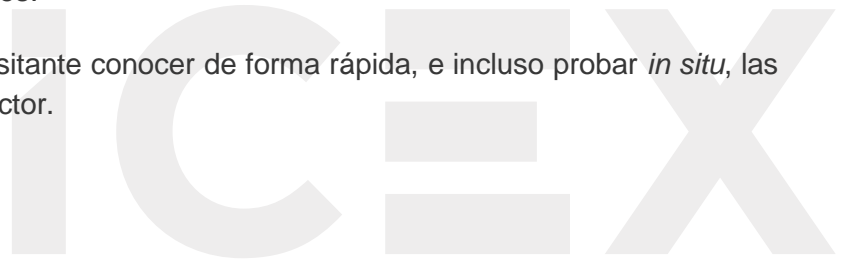 sitante conocer de forma rápida, e incluso probar in situ, las
ctor.
ICEX